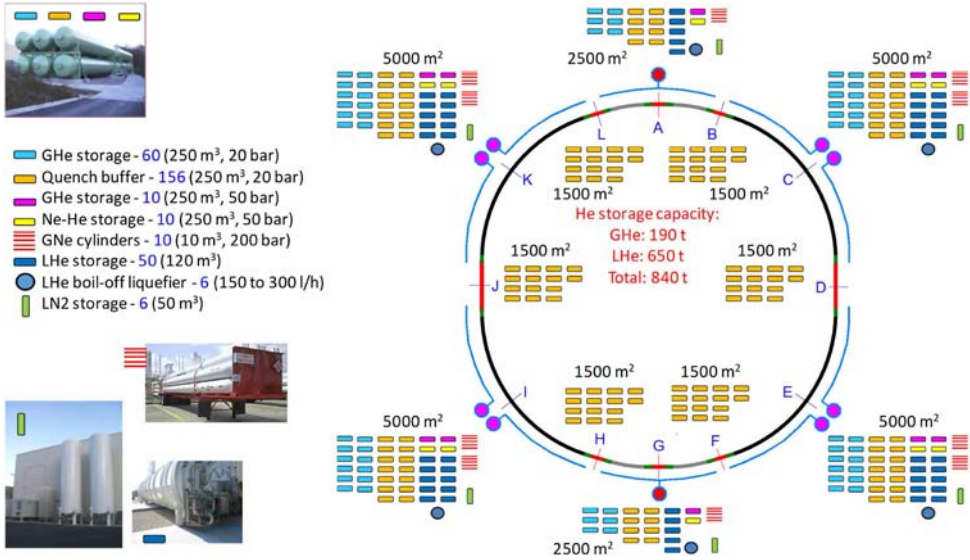 GHe storage - 60 (250 m³, 20 bar)
Quench buffer - 156 (250 m³, 20 bar)
GHe storage - 10 (250 m³, 50 bar)
Ne-He storage - 10 (250 m³, 50 bar)
GNe cylinders - 10 (10 m³, 200 bar)
LHe storage - 50 (120 m³)
LHe boil-off liquefier - 6 (150 to 300 l/h)
LN2 storage - 6 (50 m³)
5000 m²
2500 m²
5000 m²
L
A
B
K
C
1500 m²
1500 m²
He storage capacity:
GHe: 190 t
LHe: 650 t
Total: 840 t
1500 m²
1500 m²
J
D
1500 m²
1500 m²
I
E
H
G
F
5000 m²
5000 m²
2500 m²